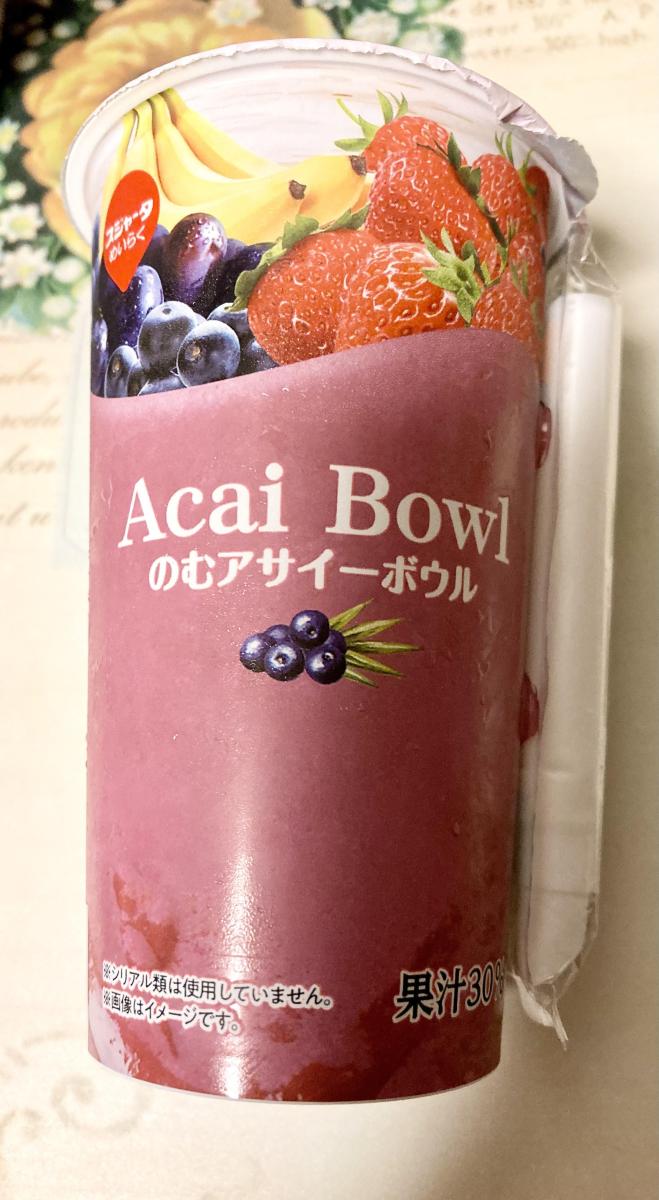 スジャータ
めいらく
Acai Bowl
のむアサイーボウル
※シリアル類は使用していません。
※画像はイメージです。
果汁30%